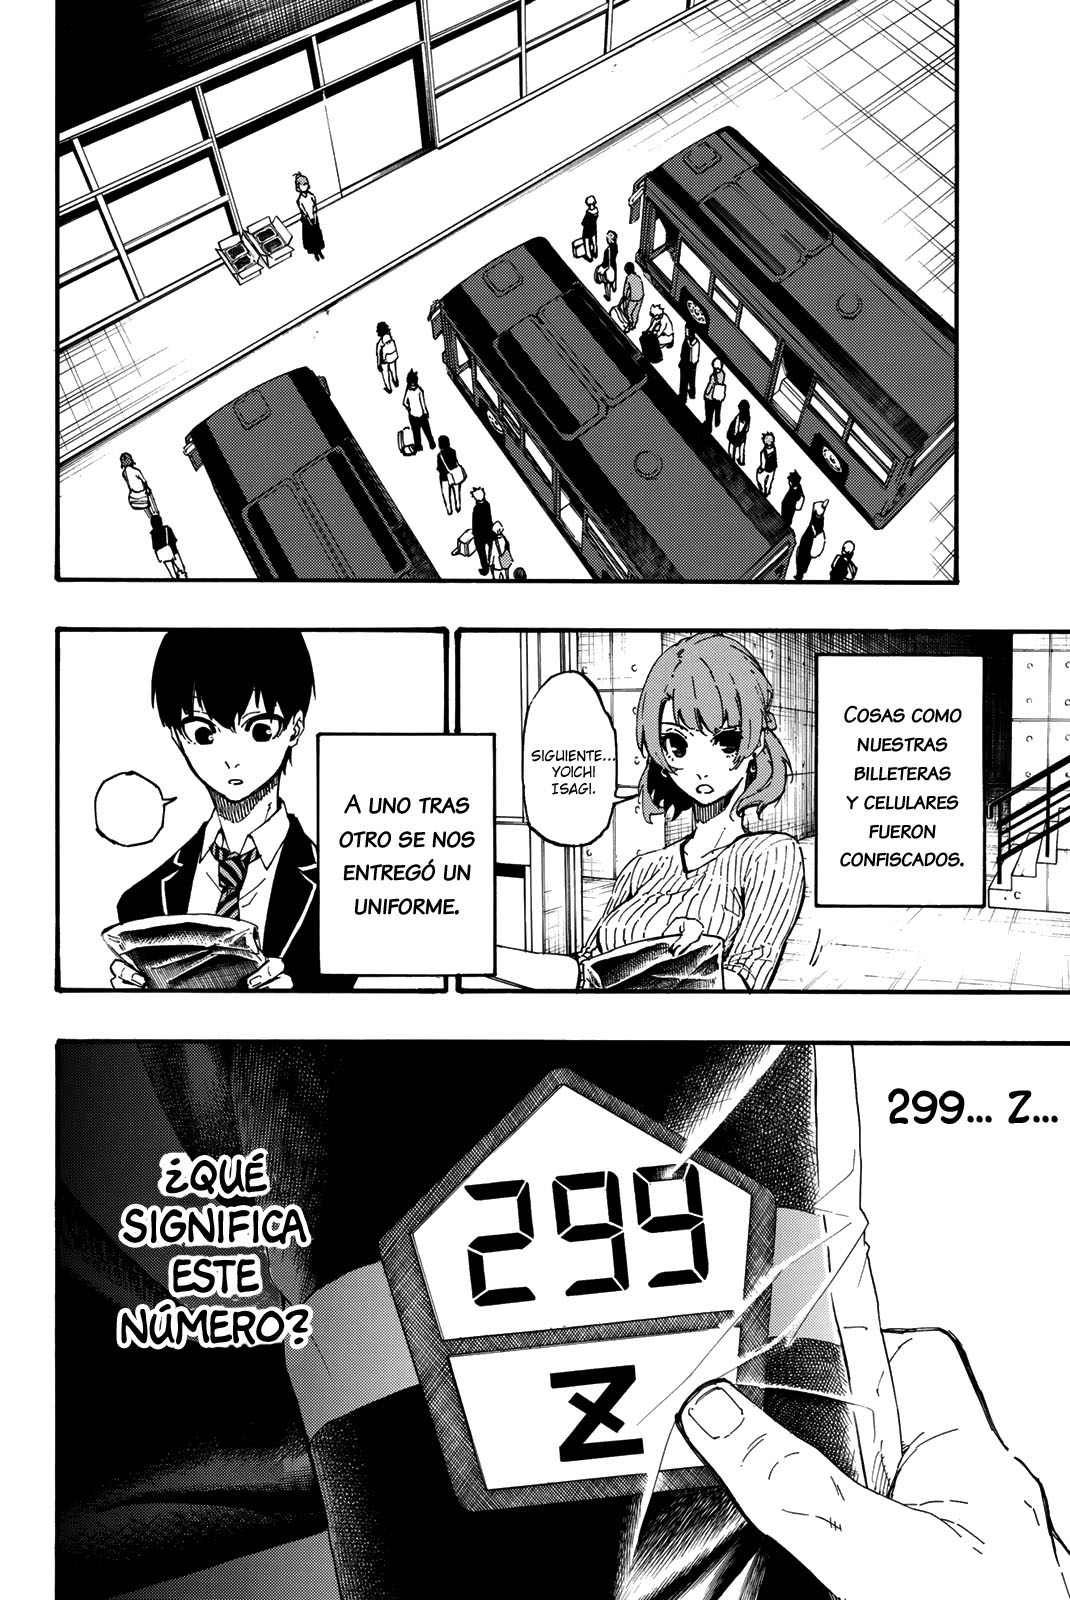 COSAS COMO
NUESTRAS
BILLETERAS
Y CELULARES
FUERON
CONFISCADOS.
SIGUIENTE...
YOICHI
ISAGI.
A UNO TRAS
OTRO SE NOS
ENTREGÓ UN
UNIFORME.
299... Z...
299
Z
¿QUÉ
SIGNIFICA
ESTE
NÚMERO?